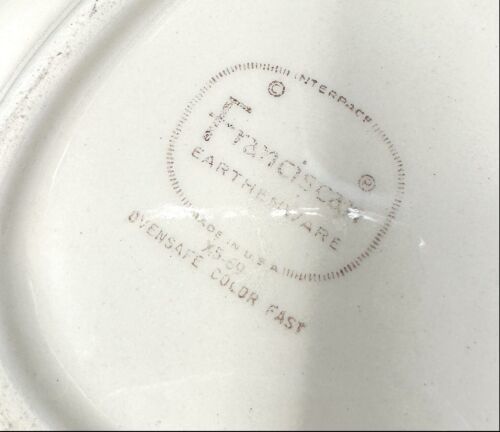 © INTERPACE
Franciscan ®
EARTHENWARE
MADE IN U.S.A.
OVENSAFE COLOR FAST